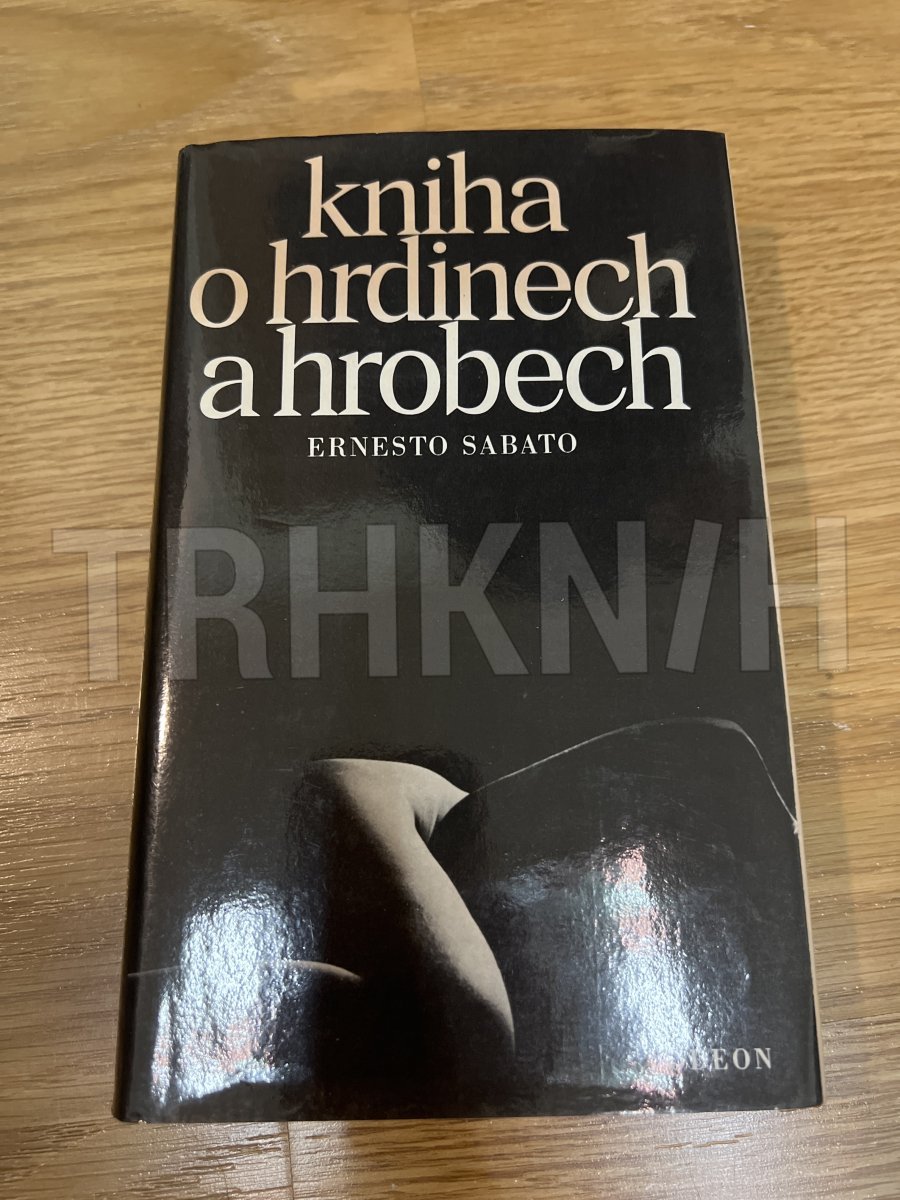 kniha
o hrdinech
a hrobech
ERNESTO SABATO
TRHKNIH